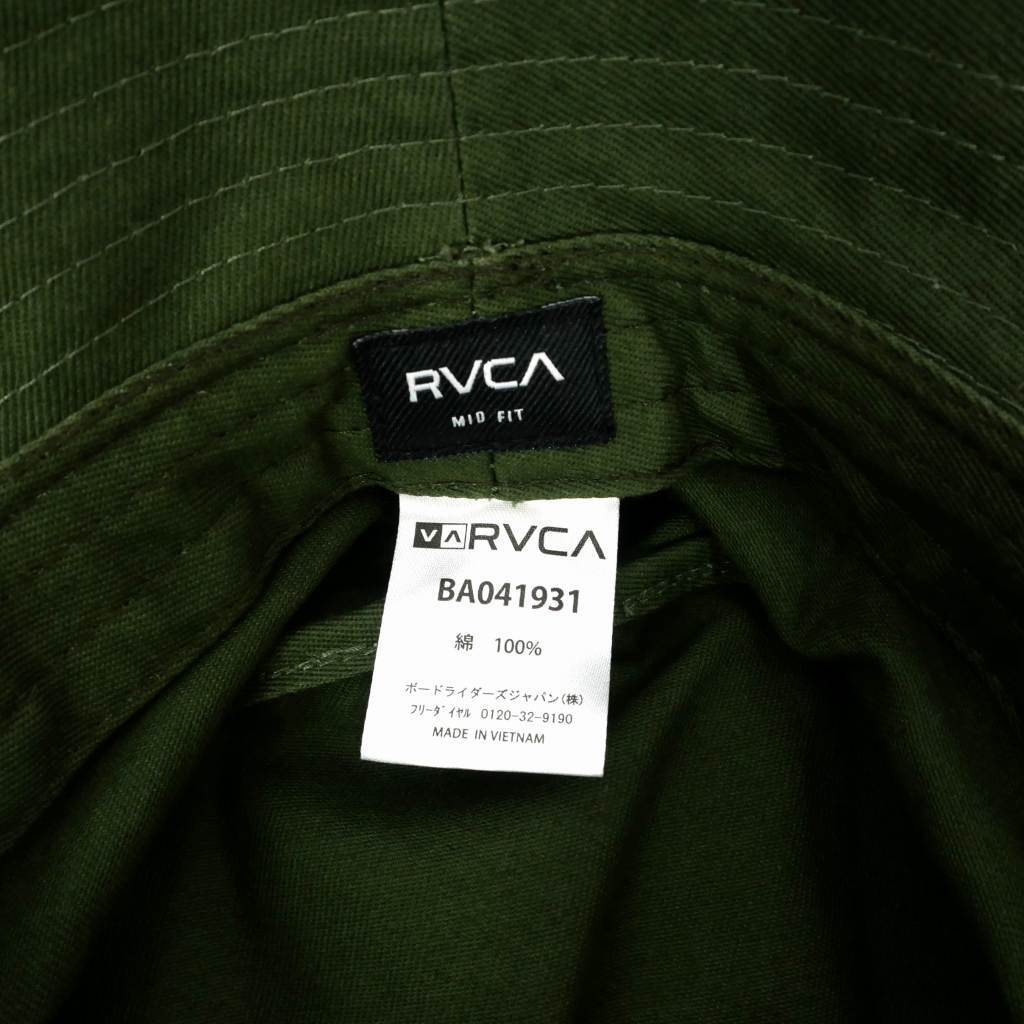 RVCA
MID FIT
VA RVCA
BA041931
綿 100%
ボードライダーズジャパン(株)
フリーダイヤル 0120-32-9190
MADE IN VIETNAM